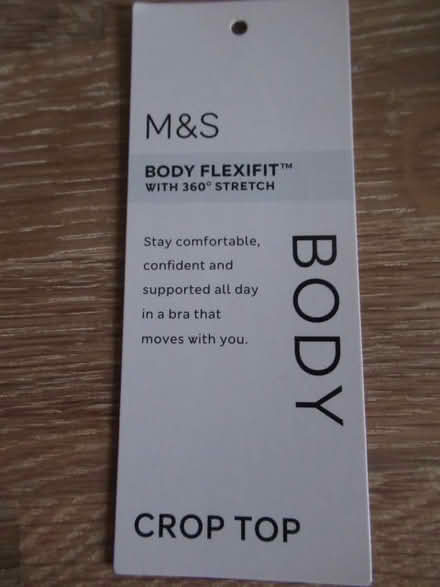 M&S
BODY FLEXIFIT™
WITH 360° STRETCH
Stay comfortable,
confident and
supported all day
in a bra that
moves with you.
BODY
CROP TOP